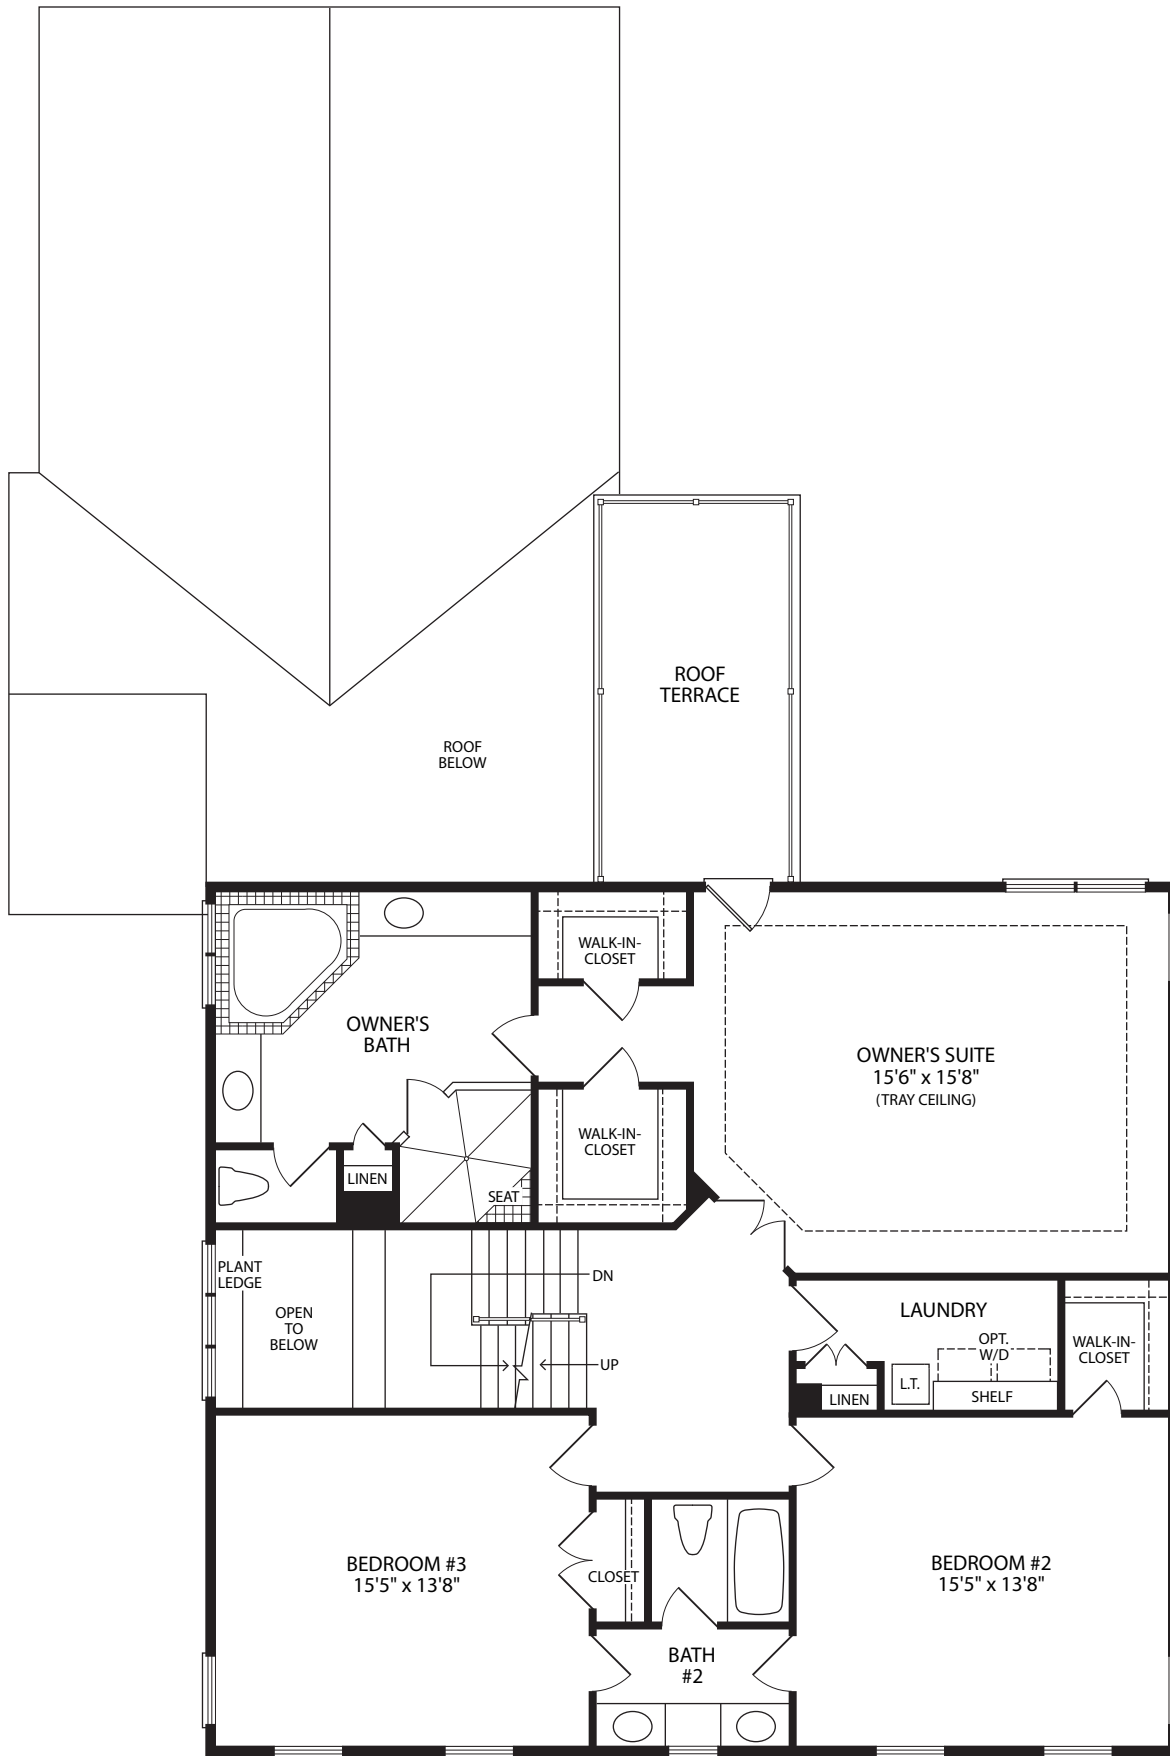 ROOF
TERRACE
ROOF
BELOW
WALK-IN-
CLOSET
OWNER'S
BATH
OWNER'S SUITE
15'6" x 15'8"
(TRAY CEILING)
WALK-IN-
CLOSET
LINEN
SEAT
PLANT
LEDGE
DN
OPEN
TO
BELOW
LAUNDRY
OPT.
W/D
WALK-IN-
CLOSET
UP
L.T.
LINEN
SHELF
BEDROOM #3
15'5" x 13'8"
CLOSET
BEDROOM #2
15'5" x 13'8"
BATH
#2